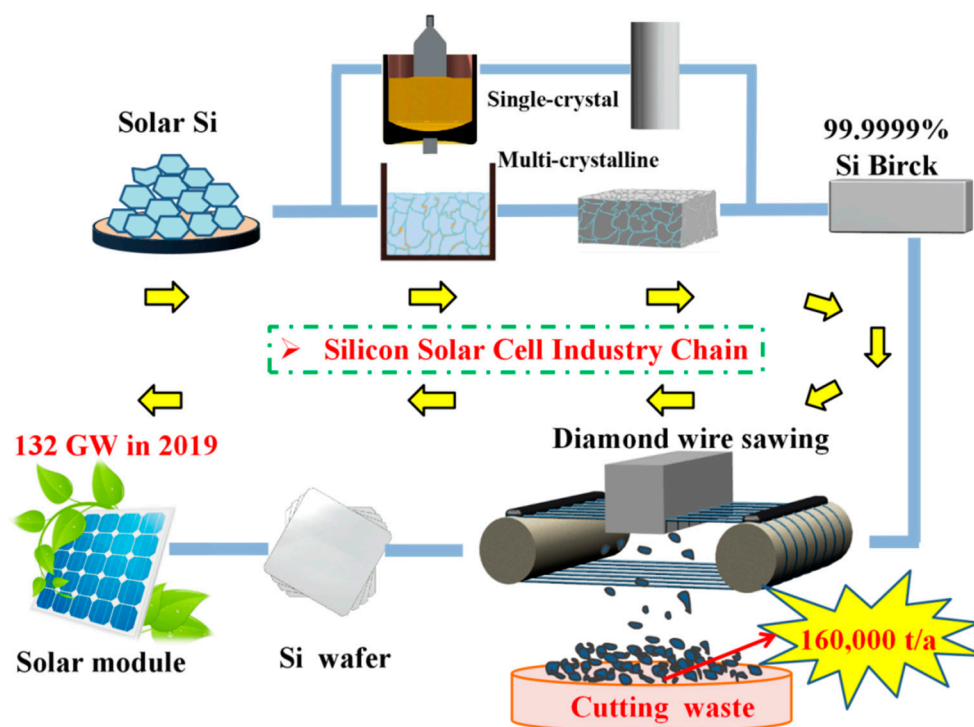 Single-crystal
Solar Si
99.9999%
Si Birck
Multi-crystalline
➢ Silicon Solar Cell Industry Chain
132 GW in 2019
Diamond wire sawing
160,000 t/a
Solar module
Si wafer
Cutting waste